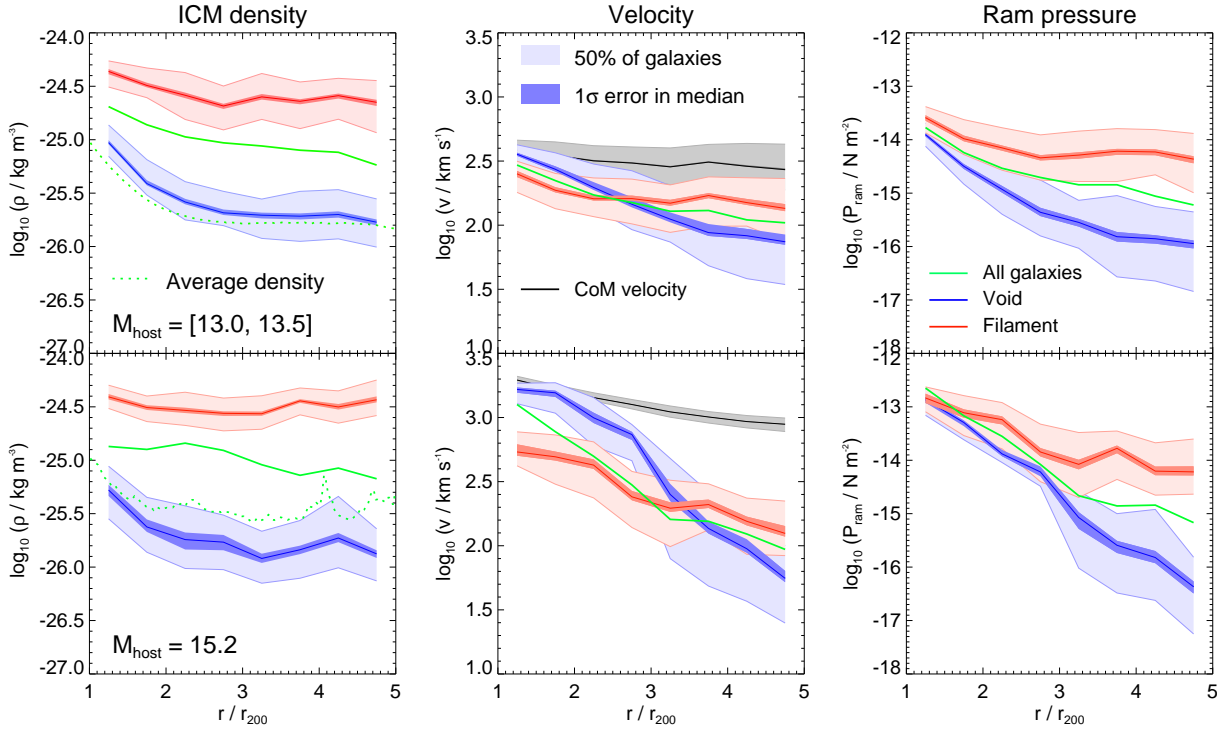 ICM density
Velocity
Ram pressure
log₁₀ (ρ / kg m⁻³)
-24.0
-24.5
-25.0
-25.5
-26.0
-26.5
-27.0
Average density
M_host = [13.0, 13.5]
log₁₀ (v / km s⁻¹)
3.5
3.0
2.5
2.0
1.5
1.0
50% of galaxies
1σ error in median
CoM velocity
log₁₀ (P_ram / N m⁻²)
-12
-13
-14
-15
-16
-17
-18
All galaxies
Void
Filament
log₁₀ (ρ / kg m⁻³)
-24.0
-24.5
-25.0
-25.5
-26.0
-26.5
-27.0
M_host = 15.2
1 2 3 4 5
r / r₂₀₀
log₁₀ (v / km s⁻¹)
3.5
3.0
2.5
2.0
1.5
1.0
1 2 3 4 5
r / r₂₀₀
log₁₀ (P_ram / N m⁻²)
-12
-13
-14
-15
-16
-17
-18
1 2 3 4 5
r / r₂₀₀